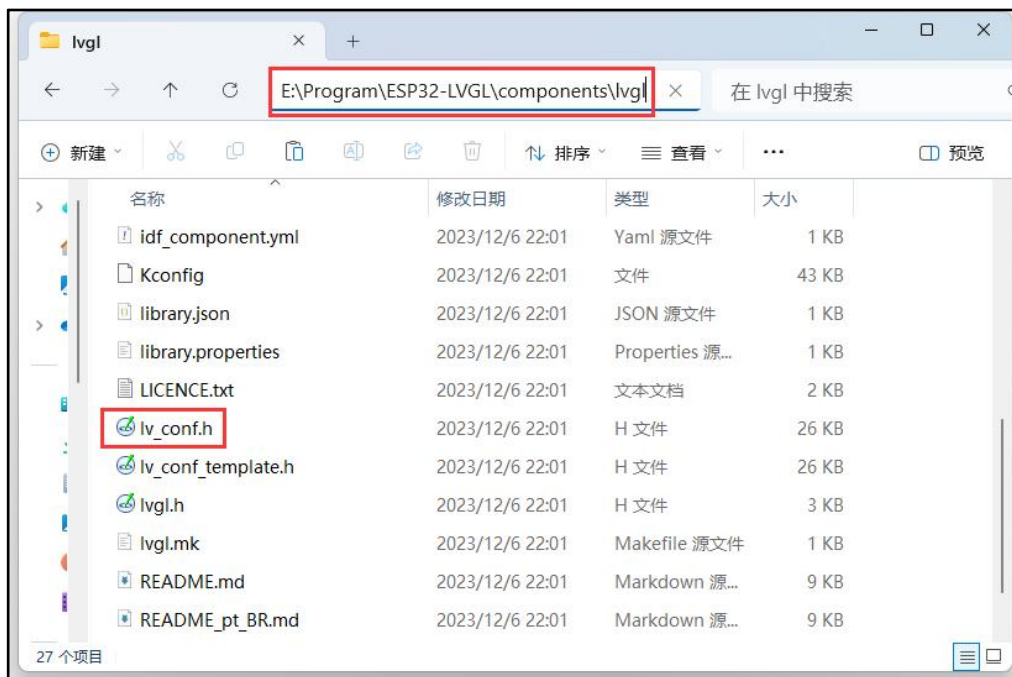 lvgl
E:\Program\ESP32-LVGL\components\lvgl
在 lvgl 中搜索
新建 排序 查看 ... 预览
名称 修改日期 类型 大小
idf_component.yml 2023/12/6 22:01 Yaml 源文件 1 KB
Kconfig 2023/12/6 22:01 文件 43 KB
library.json 2023/12/6 22:01 JSON 源文件 1 KB
library.properties 2023/12/6 22:01 Properties 源... 1 KB
LICENCE.txt 2023/12/6 22:01 文本文档 2 KB
lv_conf.h 2023/12/6 22:01 H 文件 26 KB
lv_conf_template.h 2023/12/6 22:01 H 文件 26 KB
lvgl.h 2023/12/6 22:01 H 文件 3 KB
lvgl.mk 2023/12/6 22:01 Makefile 源文件 1 KB
README.md 2023/12/6 22:01 Markdown 源... 9 KB
README_pt_BR.md 2023/12/6 22:01 Markdown 源... 9 KB
27 个项目